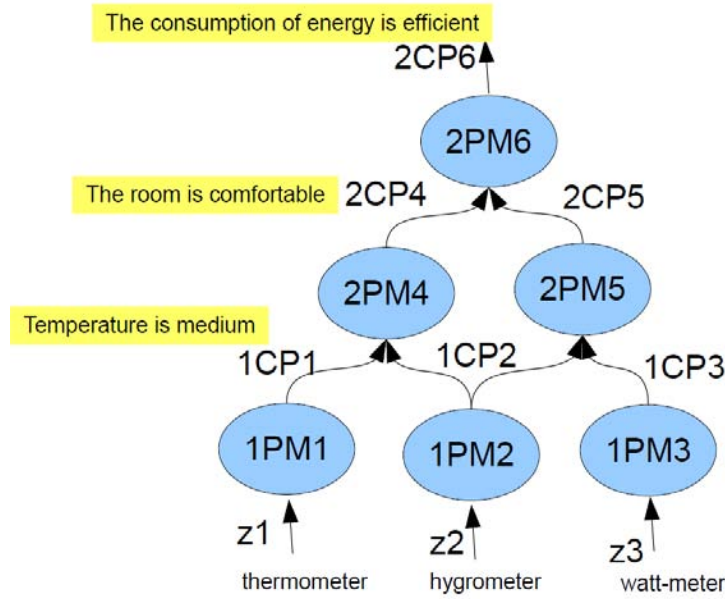 The consumption of energy is efficient
2CP6
2PM6
The room is comfortable
2CP4
2CP5
2PM4
2PM5
Temperature is medium
1CP1
1CP2
1CP3
1PM1
1PM2
1PM3
z1
z2
z3
thermometer
hygrometer
watt-meter